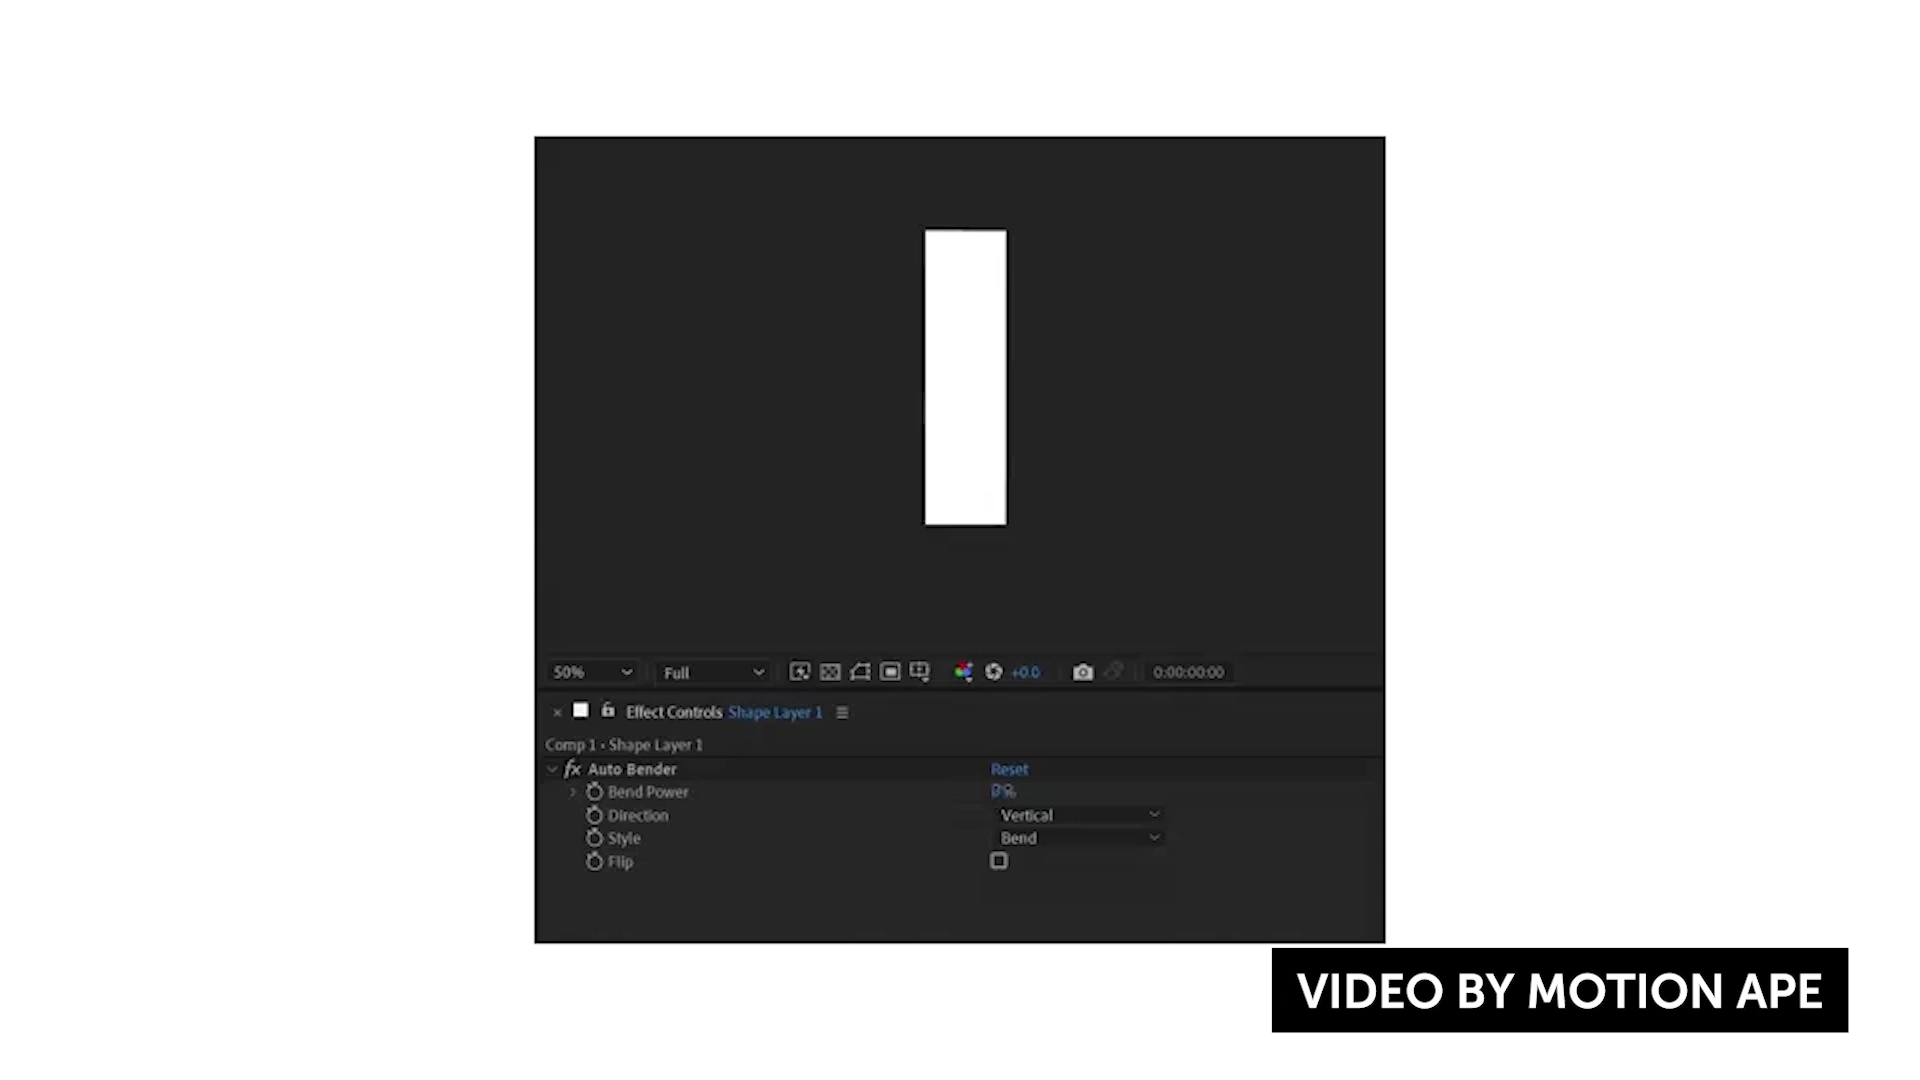 50% Full +0.0 0:00:00:00
Effect Controls Shape Layer 1
Comp 1 • Shape Layer 1
fx Auto Bender Reset
Bend Power
Direction Vertical
Style Bend
Flip
VIDEO BY MOTION APE